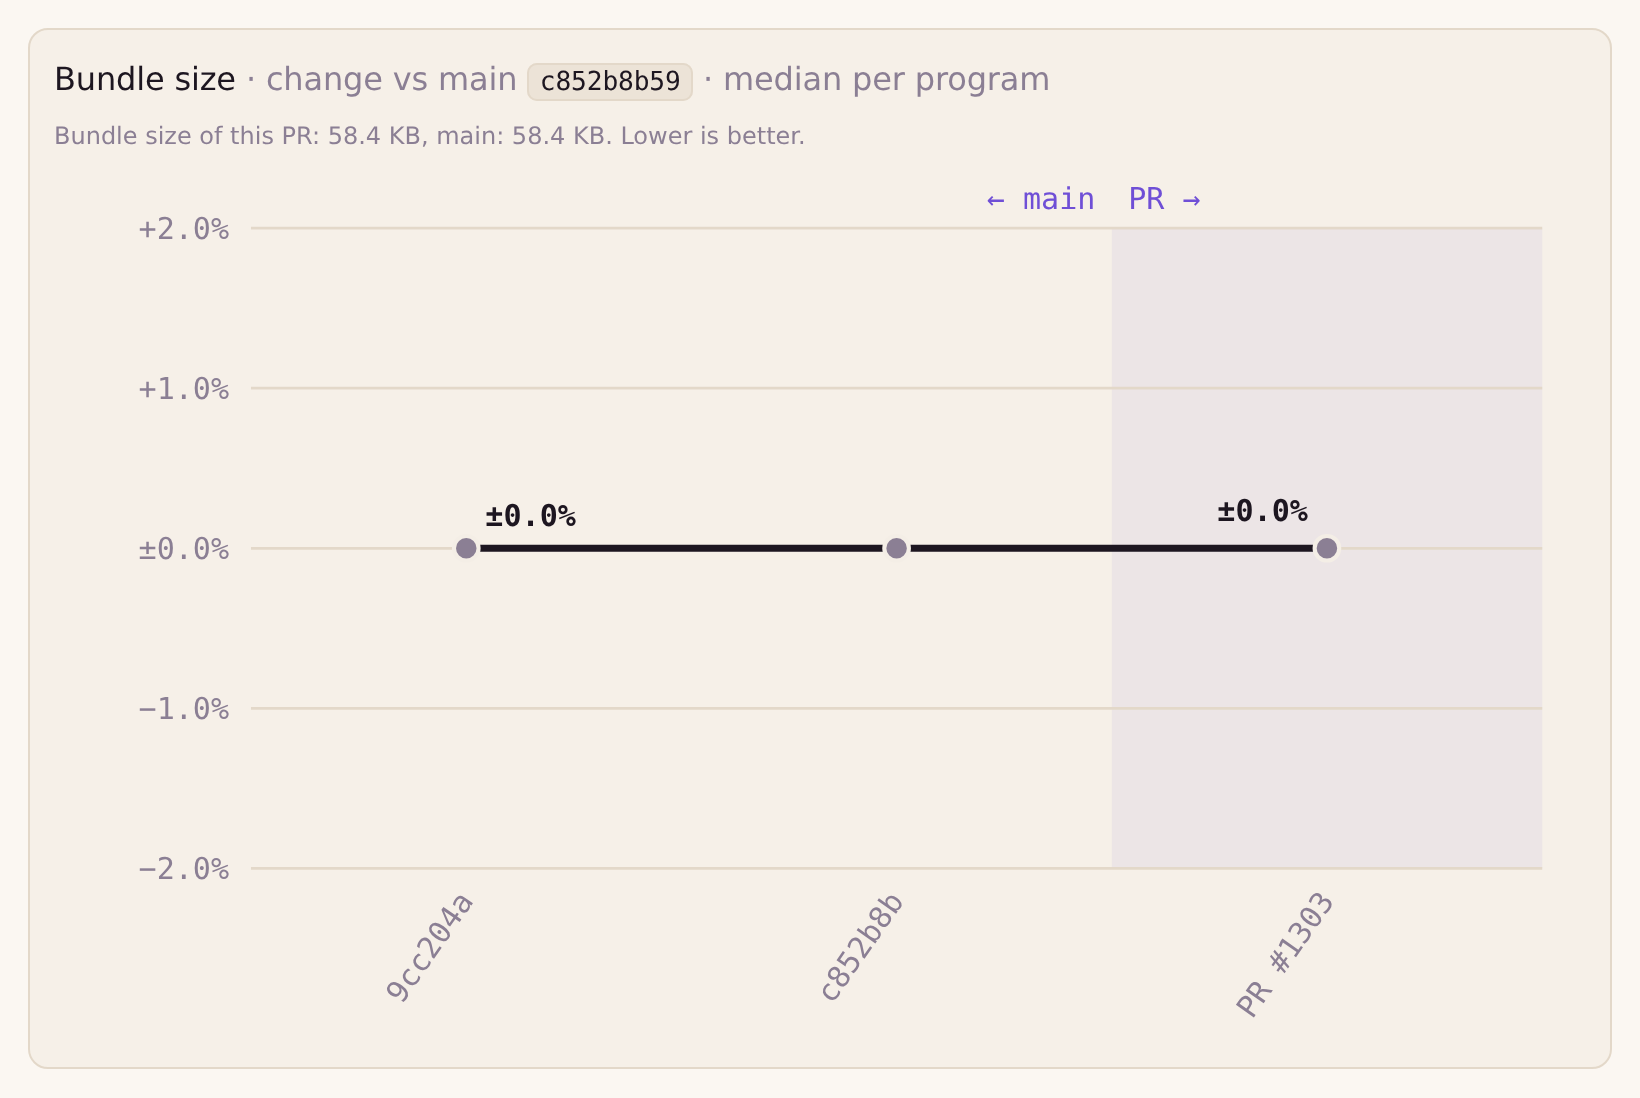 Bundle size · change vs main c852b8b59 · median per program
Bundle size of this PR: 58.4 KB, main: 58.4 KB. Lower is better.
← main PR →
+2.0%
+1.0%
±0.0%
−1.0%
−2.0%
±0.0%
±0.0%
9cc204a
c852b8b
PR #1303